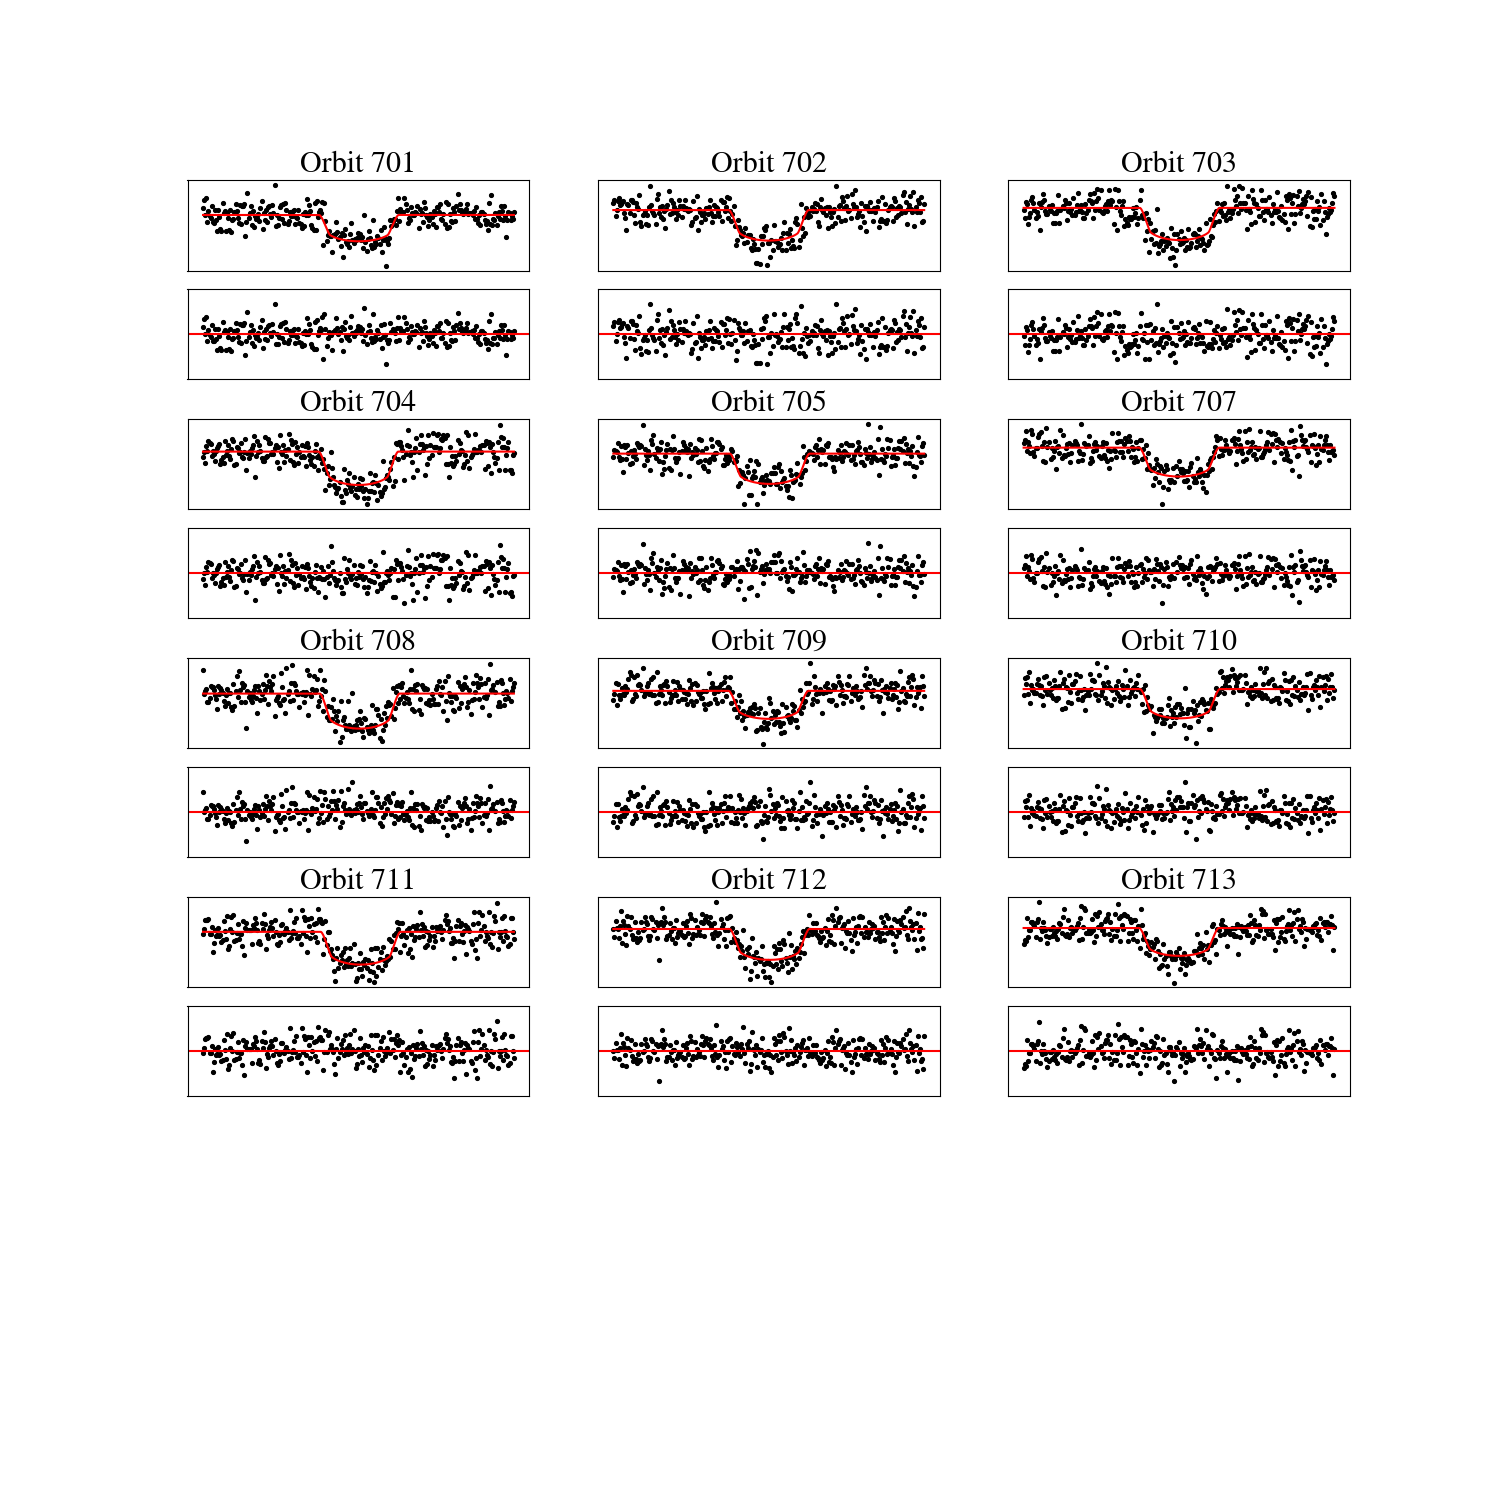 Orbit 701
Orbit 702
Orbit 703
Orbit 704
Orbit 705
Orbit 707
Orbit 708
Orbit 709
Orbit 710
Orbit 711
Orbit 712
Orbit 713